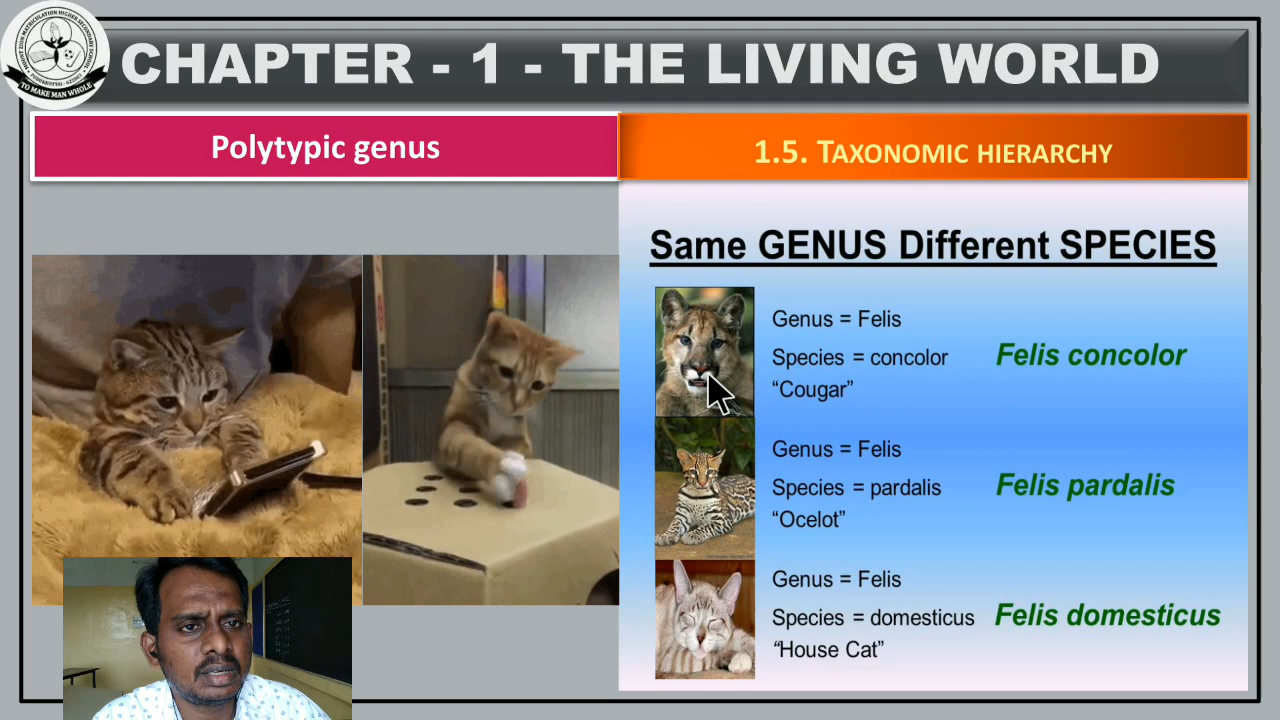 CHAPTER - 1 - THE LIVING WORLD
TO MAKE MAN WHOLE
Polytypic genus
1.5. TAXONOMIC HIERARCHY
Same GENUS Different SPECIES
Genus = Felis
Species = concolor
Felis concolor
“Cougar”
Genus = Felis
Species = pardalis
Felis pardalis
“Ocelot”
Genus = Felis
Species = domesticus
Felis domesticus
“House Cat”